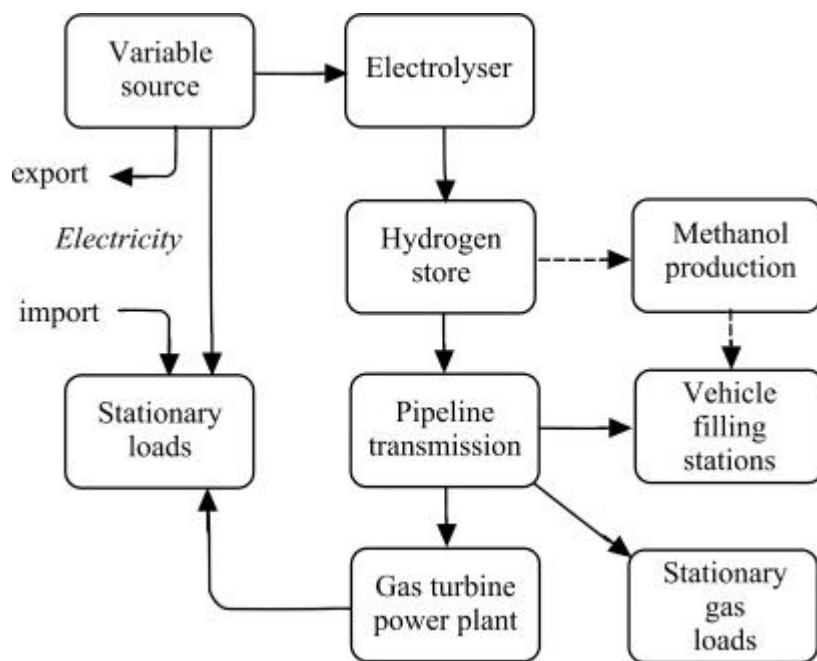 Variable
source
Electrolyser
export
Electricity
Hydrogen
store
Methanol
production
import
Stationary
loads
Pipeline
transmission
Vehicle
filling
stations
Gas turbine
power plant
Stationary
gas
loads